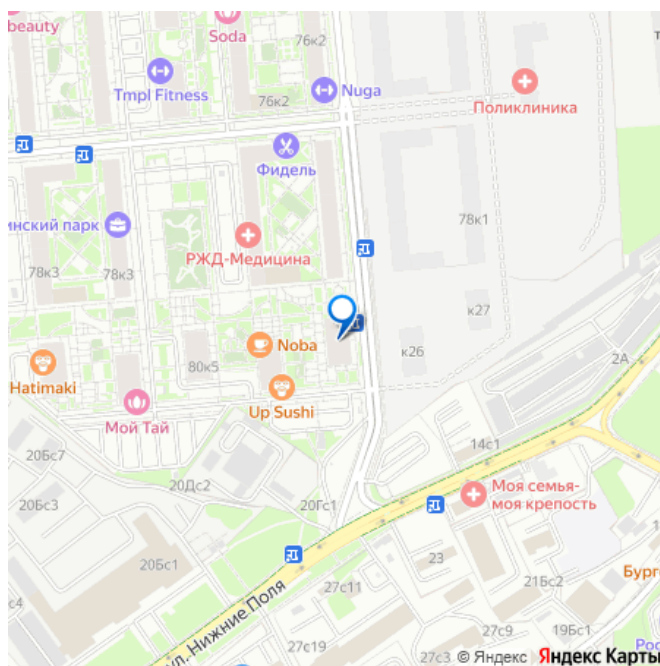 beauty
Soda
76к2
Tmpl Fitness
76к2
Nuga
Поликлиника
Фидель
инский парк
78к1
РЖД-Медицина
78к3
78к3
к27
Noba
к26
80к5
2А
Hatimaki
Up Sushi
Мой Тай
14с1
20Бс7
20Дс2
Моя семья-
моя крепость
20Бс3
20Гс1
23
20Бс1
Бург
с4
27с11
21Бс2
ул. Нижние Поля
27с9
19Бс1
27с19
27с3
Рос
© Яндекс Яндекс Карты